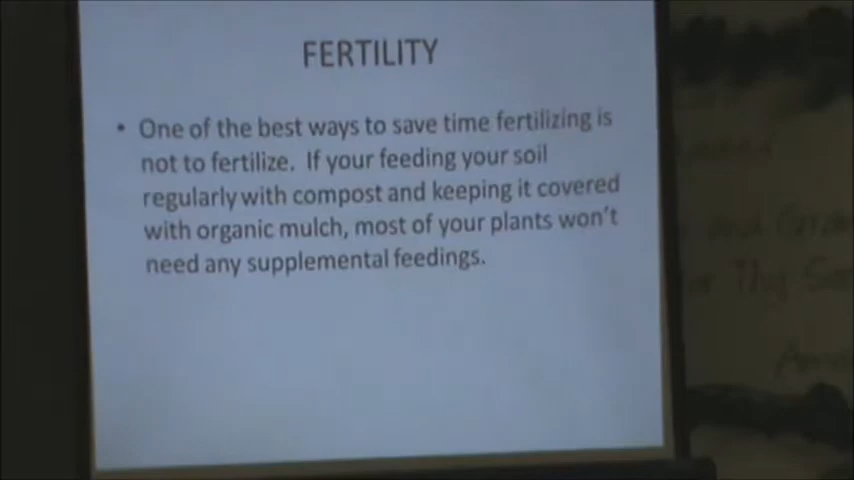 FERTILITY
• One of the best ways to save time fertilizing is
not to fertilize. If your feeding your soil
regularly with compost and keeping it covered
with organic mulch, most of your plants won't
need any supplemental feedings.